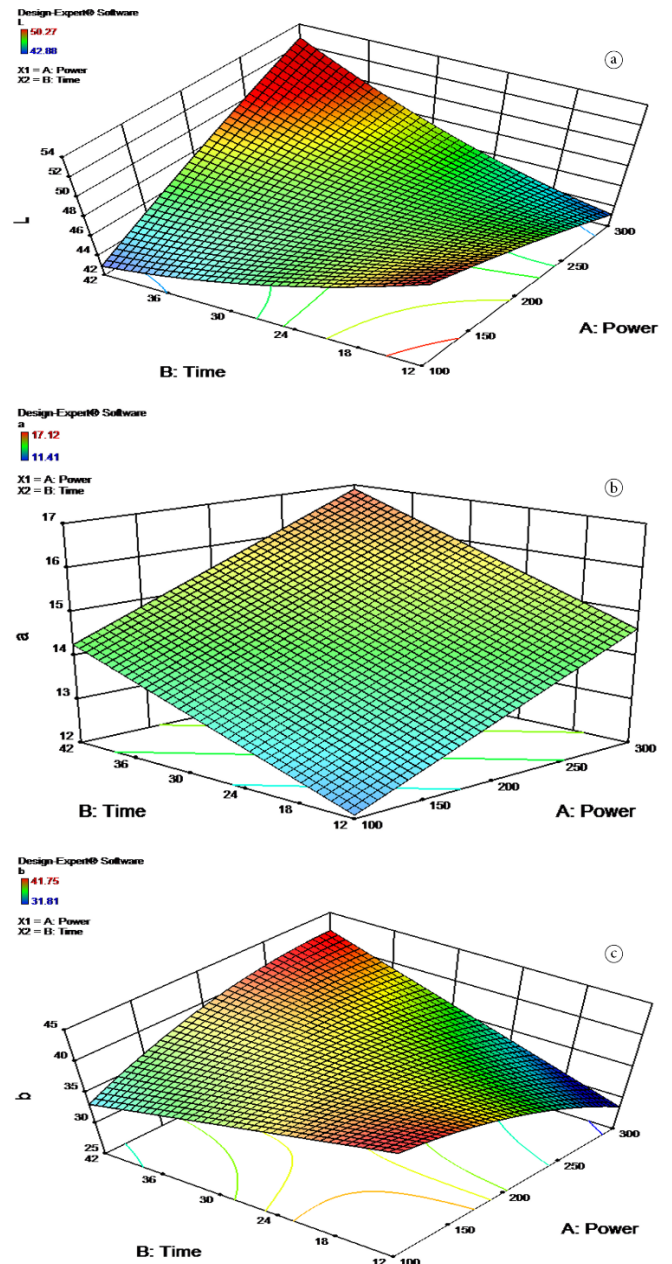 Design-Expert® Software
L
50.27
42.88
X1 = A: Power
X2 = B: Time
ⓐ
54
52
50
48
46
44
42
L
42
36
30
24
18
12
B: Time
100
150
200
250
300
A: Power
Design-Expert® Software
a
17.12
11.41
X1 = A: Power
X2 = B: Time
ⓑ
17
16
15
14
13
12
a
42
36
30
24
18
12
B: Time
100
150
200
250
300
A: Power
Design-Expert® Software
b
41.75
31.81
X1 = A: Power
X2 = B: Time
ⓒ
45
40
35
30
25
b
42
36
30
24
18
12
B: Time
100
150
200
250
300
A: Power